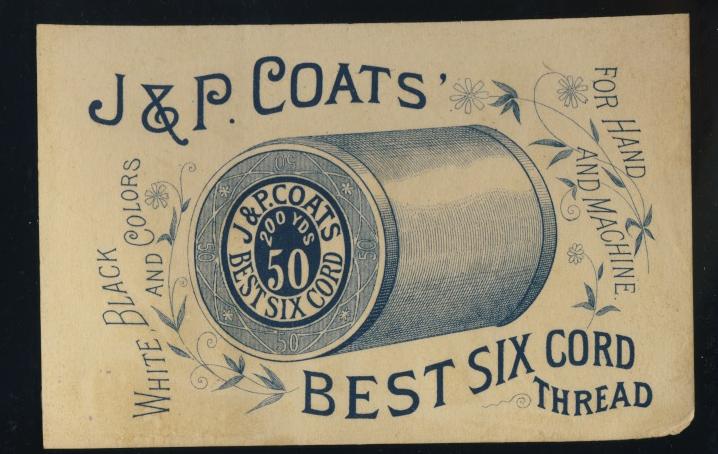 J & P. COATS'
FOR HAND
AND MACHINE.
WHITE, BLACK
AND COLORS
50
50
50
50
J. & P. COATS
200 YDS
50
BEST SIX CORD
BEST SIX CORD
THREAD